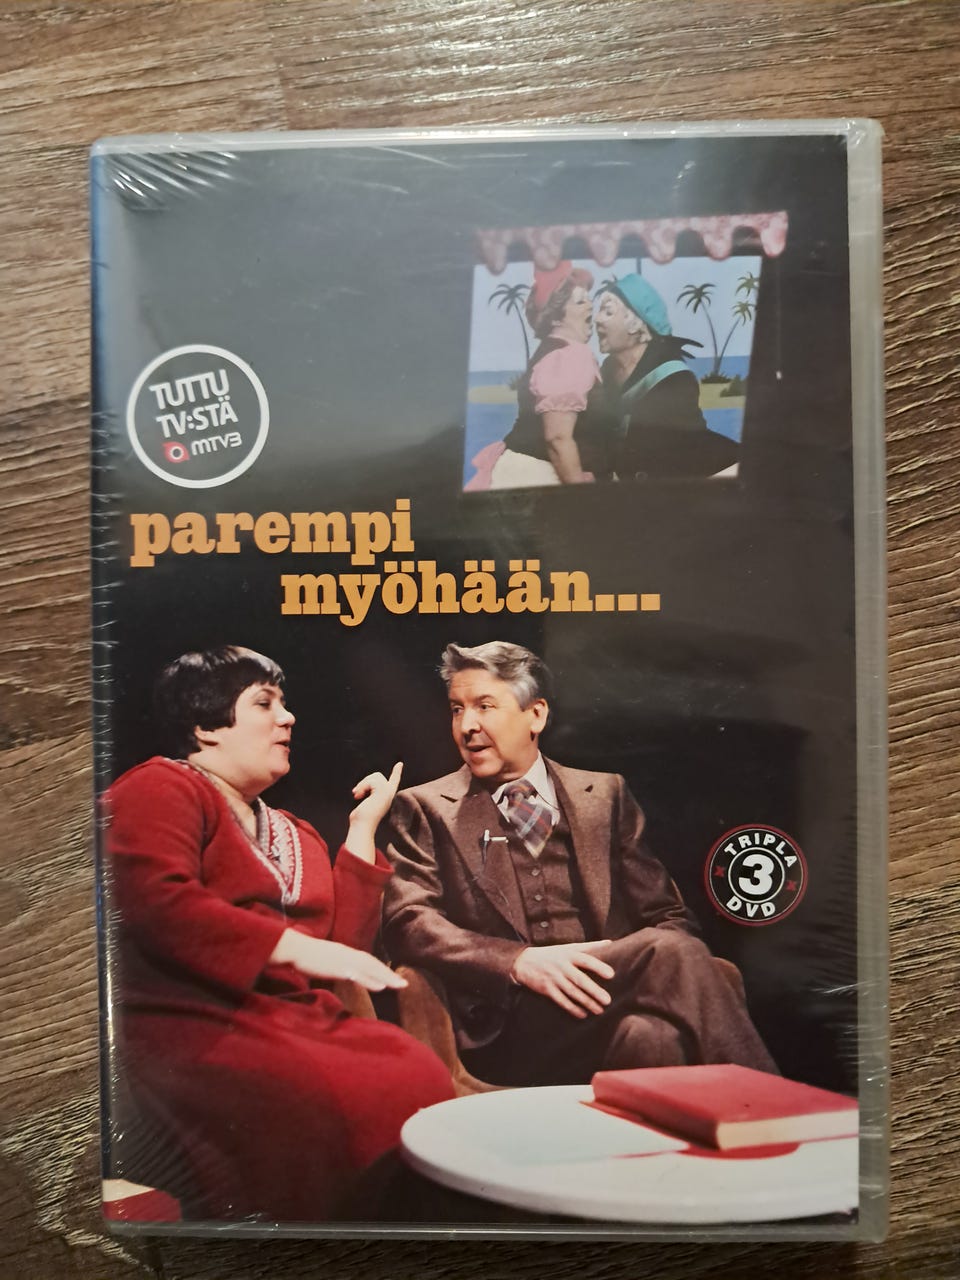 TUTTU
TV:STÄ
MTV3
parempi
myöhään...
TRIPLA
3
DVD